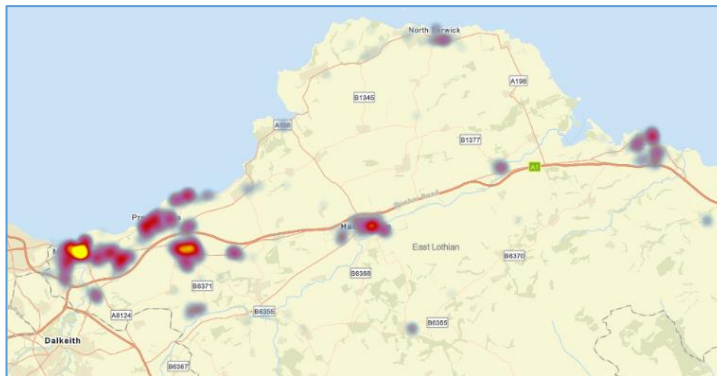 North Berwick
A198
B1345
A198
B1377
A1
East Lothian
B6368
B6370
B6371
B6355
A6124
B6355
Dalkeith
B6367